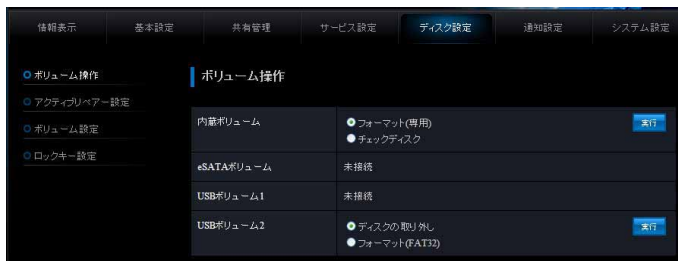 情報表示 基本設定 共有管理 サービス設定 ディスク設定 通知設定 システム設定
ボリューム操作
アクティブリペアー設定
ボリューム設定
ロックキー設定
ボリューム操作
内蔵ボリューム
フォーマット(専用)
チェックディスク
実行
eSATAボリューム 未接続
USBボリューム1 未接続
USBボリューム2
ディスクの取り外し
フォーマット(FAT32)
実行